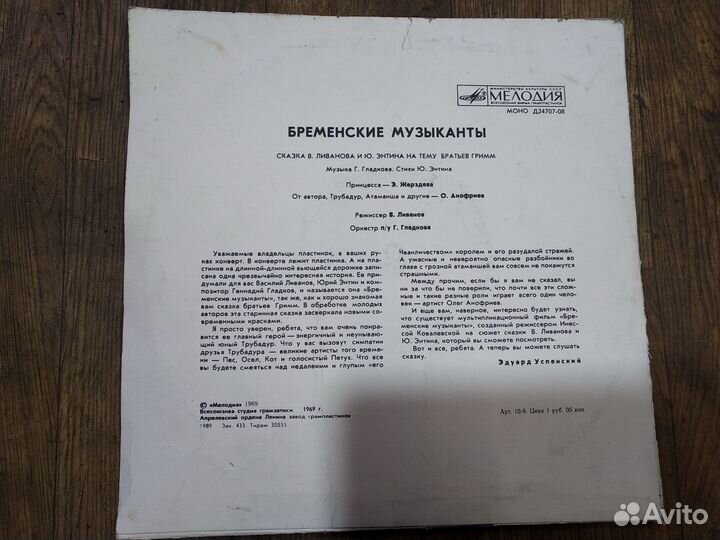 МИНИСТЕРСТВО КУЛЬТУРЫ СССР
МЕЛОДИЯ
ВСЕСОЮЗНАЯ ФИРМА ГРАМПЛАСТИНОК
МОНО Д24707-08
БРЕМЕНСКИЕ МУЗЫКАНТЫ
СКАЗКА В. ЛИВАНОВА И Ю. ЭНТИНА НА ТЕМУ БРАТЬЕВ ГРИММ
Музыка Г. Гладкова. Стихи Ю. Энтина
Принцесса — Э. Жерздева
От автора, Трубадур, Атаманша и другие — О. Анофриев
Режиссер В. Ливанов
Оркестр п/у Г. Гладкова
Уважаемые владельцы пластинок, в ваших ру-
ках конверт. В конверте лежит пластинка. А на пла-
стинке на длинной-длинной вьющейся дорожке запи-
сана одна чрезвычайно интересная история. Ее при-
думали для вас Василий Ливанов, Юрий Энтин и ком-
позитор Геннадий Гладков, и называется она «Бре-
менские музыканты», так же, как и хорошо знакомая
вам сказка братьев Гримм. В обработке молодых
авторов эта старинная сказка засверкала новыми со-
временными красками.
Я просто уверен, ребята, что вам очень понра-
вится ее главный герой — энергичный и неунываю-
щий юный Трубадур. Что у вас вызовут симпатии
друзья Трубадура — великие артисты того време-
ни — Пес, Осел, Кот и голосистый Петух. Что все
вы будете смеяться над недалеким и глупым «его
Чванличеством» королем и его разудалой стражей.
А ужасные и невероятно опасные разбойники во
главе с грозной атаманшей вам совсем не покажутся
страшными.
Между прочим, если бы я вам не сказал, вы
ни за что бы не поверили, что почти все эти слож-
ные и такие разные роли играет всего один чело-
век — артист Олег Анофриев.
И еще вам, наверное, интересно будет узнать,
что существует мультипликационный фильм «Бре-
менские музыканты», созданный режиссером Инес-
сой Ковалевской на сюжет сказки В. Ливанова и
Ю. Энтина, который вы сможете посмотреть.
Вот и все, ребята. А теперь вы можете слушать
сказку.
Эдуард Успенский
© «Мелодия» 1969
Всесоюзная студия грамзаписи. 1969 г.
Апрелевский ордена Ленина завод грампластинок
1989 Зак. 433. Тираж 30555
Арт. 10-6. Цена 1 руб. 05 коп.
Avito